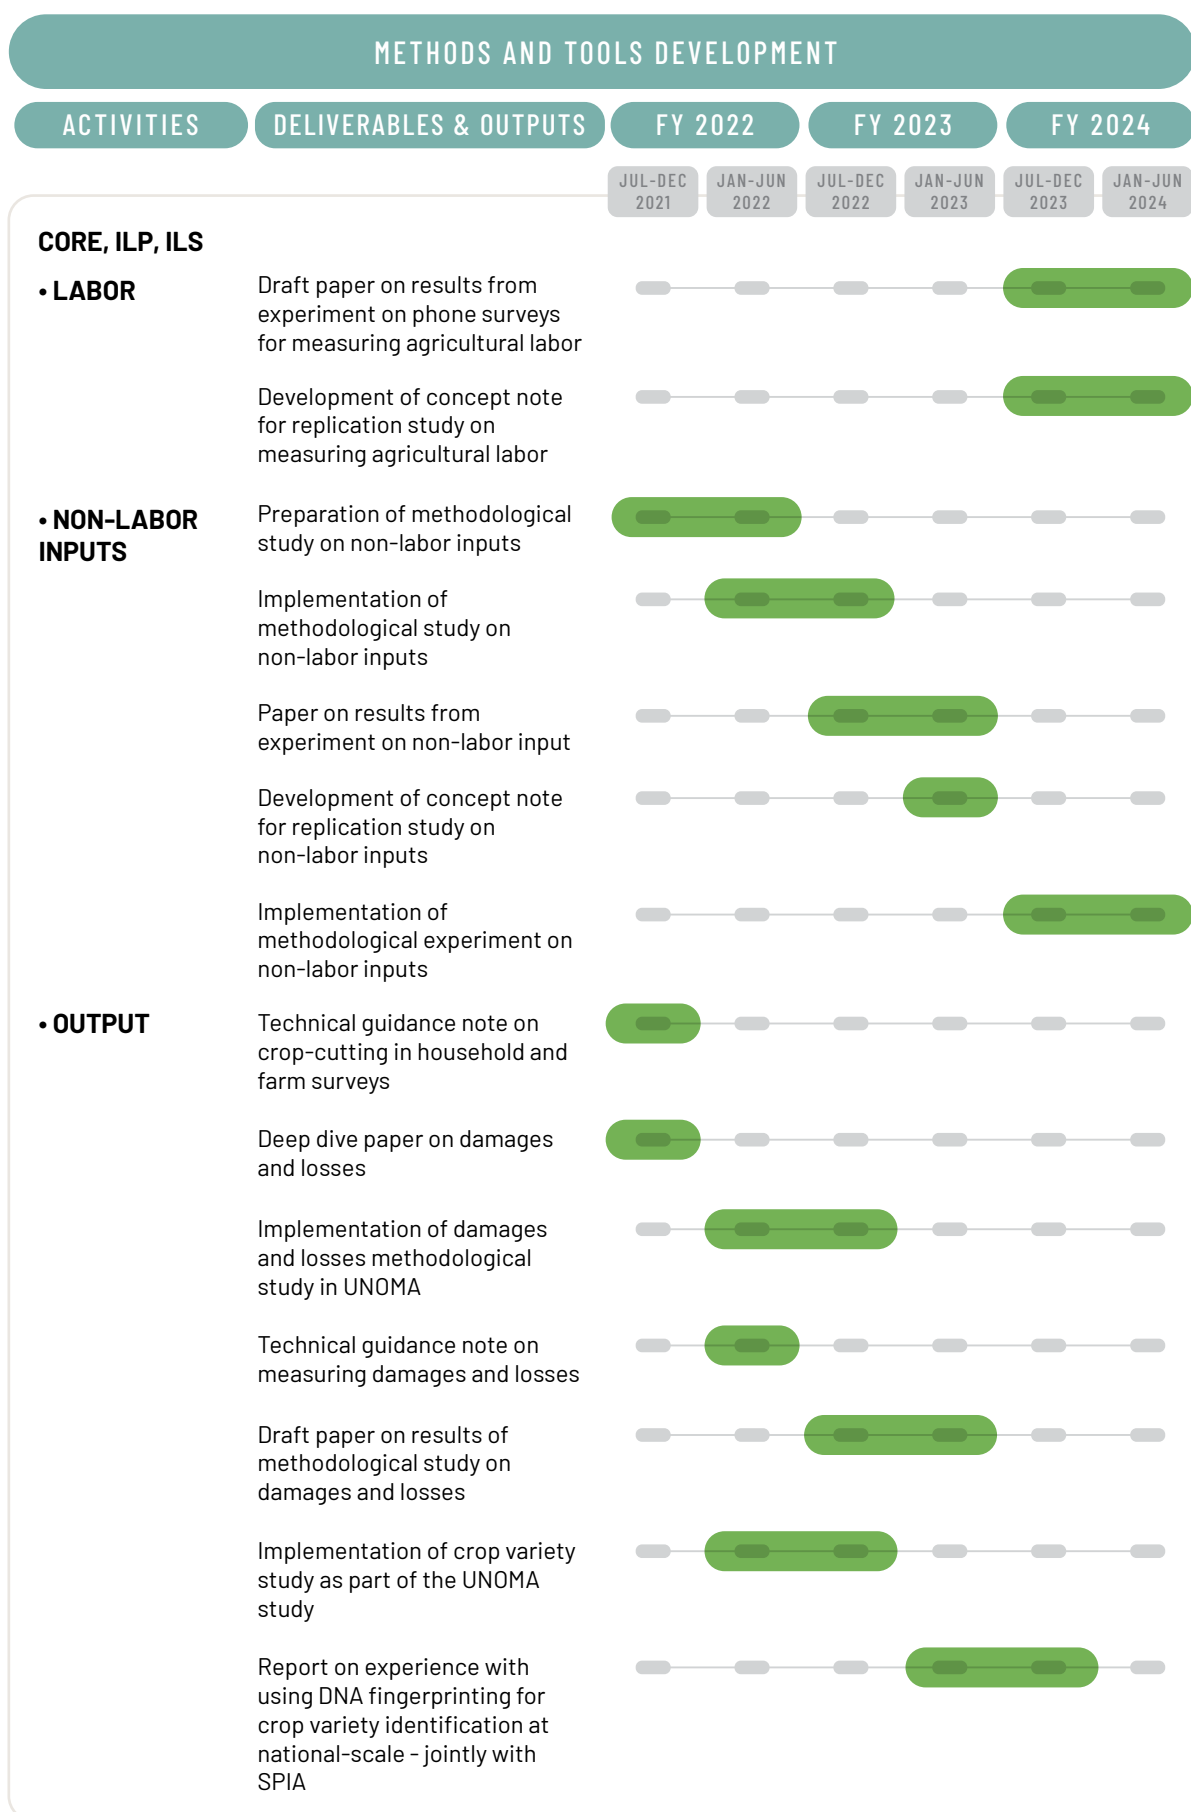 METHODS AND TOOLS DEVELOPMENT
ACTIVITIES
DELIVERABLES & OUTPUTS
FY 2022
FY 2023
FY 2024
JUL-DEC
2021
JAN-JUN
2022
JUL-DEC
2022
JAN-JUN
2023
JUL-DEC
2023
JAN-JUN
2024
CORE, ILP, ILS
• LABOR
Draft paper on results from
experiment on phone surveys
for measuring agricultural labor
Development of concept note
for replication study on
measuring agricultural labor
• NON-LABOR
INPUTS
Preparation of methodological
study on non-labor inputs
Implementation of
methodological study on
non-labor inputs
Paper on results from
experiment on non-labor input
Development of concept note
for replication study on
non-labor inputs
Implementation of
methodological experiment on
non-labor inputs
• OUTPUT
Technical guidance note on
crop-cutting in household and
farm surveys
Deep dive paper on damages
and losses
Implementation of damages
and losses methodological
study in UNOMA
Technical guidance note on
measuring damages and losses
Draft paper on results of
methodological study on
damages and losses
Implementation of crop variety
study as part of the UNOMA
study
Report on experience with
using DNA fingerprinting for
crop variety identification at
national-scale - jointly with
SPIA